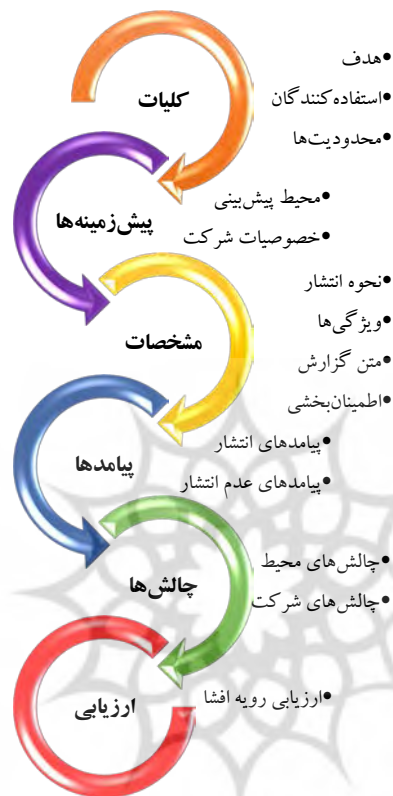 کلیات
•هدف
•استفاده‌کنندگان
•محدودیت‌ها
پیش‌زمینه‌ها
•محیط پیش‌بینی
•خصوصیات شرکت
مشخصات
•نحوه انتشار
•ویژگی‌ها
•متن گزارش
•اطمینان‌بخشی
پیامدها
•پیامدهای انتشار
•پیامدهای عدم انتشار
چالش‌ها
•چالش‌های محیط
•چالش‌های شرکت
ارزیابی
•ارزیابی رویه افشا